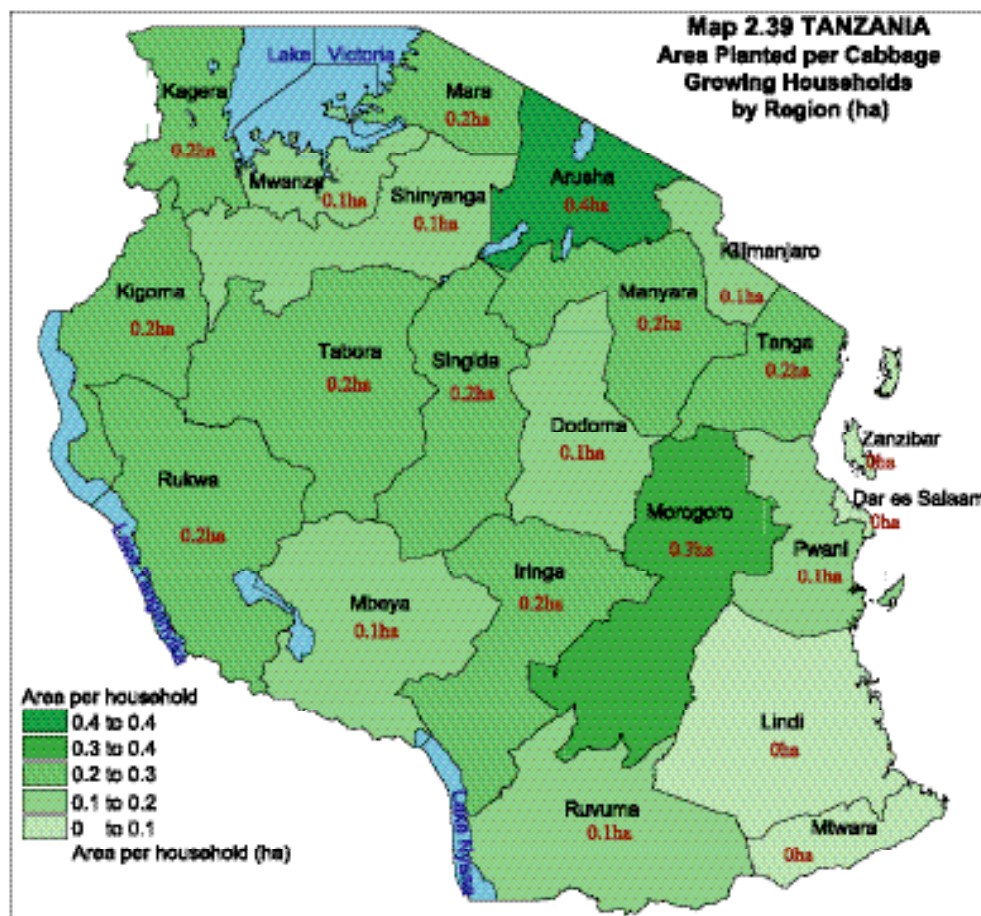 Map 2.39 TANZANIA
Area Planted per Cabbage
Growing Households
by Region (ha)
Lake Victoria
Kagera
0.2ha
Mara
0.2ha
Mwanza
0.1ha
Shinyanga
0.1ha
Arusha
0.4ha
Kilimanjaro
0.1ha
Kigoma
0.2ha
Tabora
0.2ha
Singida
0.2ha
Manyara
0.2ha
Tanga
0.2ha
Dodoma
0.1ha
Zanzibar
0ha
Dar es Salaam
0ha
Rukwa
0.2ha
Morogoro
0.3ha
Pwani
0.1ha
Mbeya
0.1ha
Iringa
0.2ha
Lake Tanganyika
Lindi
0ha
Ruvuma
0.1ha
Mtwara
0ha
Lake Nyasa
Area per household
0.4 to 0.4
0.3 to 0.4
0.2 to 0.3
0.1 to 0.2
0 to 0.1
Area per household (ha)